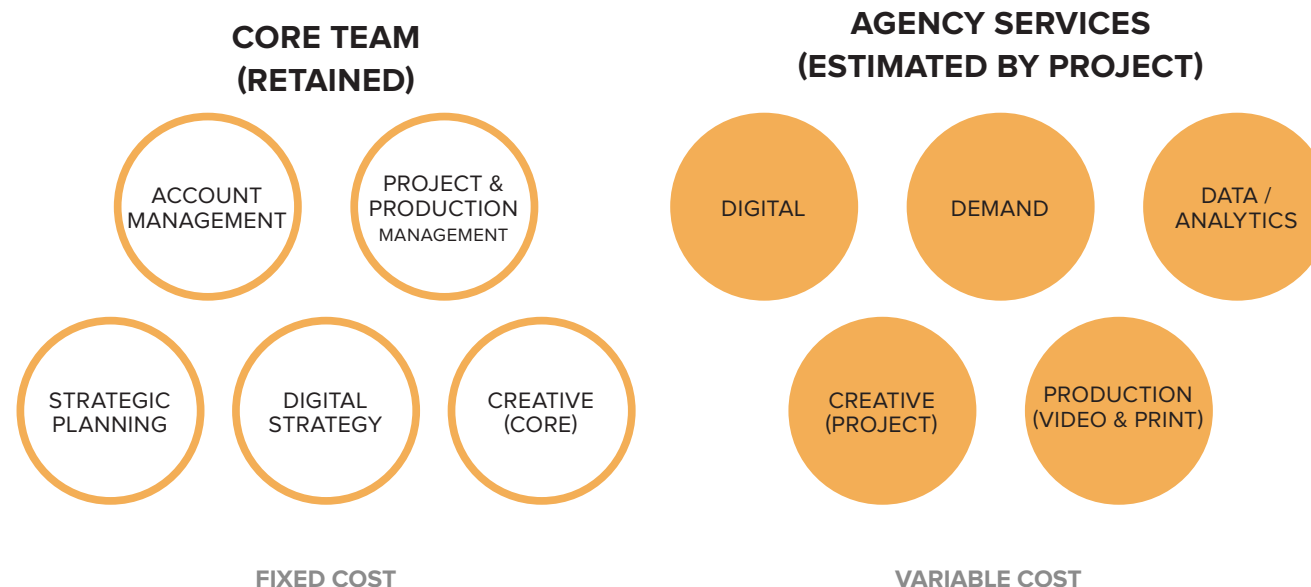 CORE TEAM
(RETAINED)
ACCOUNT
MANAGEMENT
PROJECT &
PRODUCTION
MANAGEMENT
STRATEGIC
PLANNING
DIGITAL
STRATEGY
CREATIVE
(CORE)
FIXED COST
AGENCY SERVICES
(ESTIMATED BY PROJECT)
DIGITAL
DEMAND
DATA /
ANALYTICS
CREATIVE
(PROJECT)
PRODUCTION
(VIDEO & PRINT)
VARIABLE COST